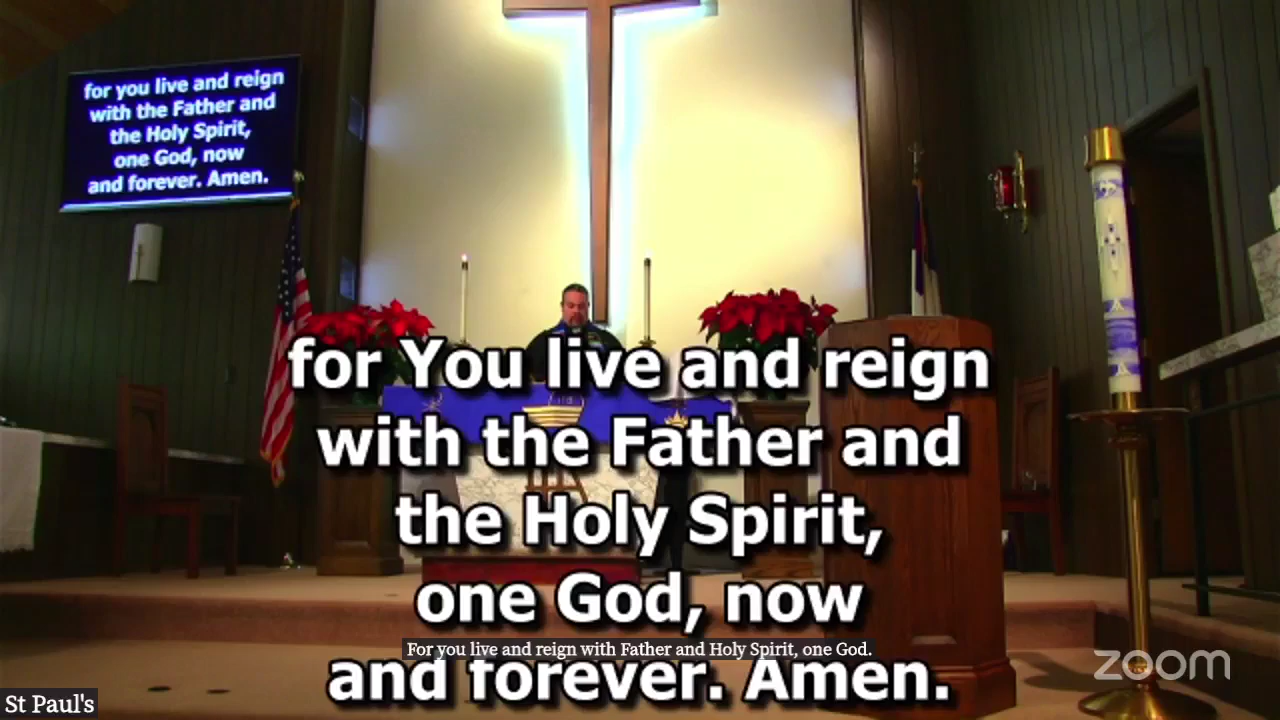 for you live and reign
with the Father and
the Holy Spirit,
one God, now
and forever. Amen.
for You live and reign
with the Father and
the Holy Spirit,
one God, now
For you live and reign with Father and Holy Spirit, one God.
and forever. Amen.
zoom
St Paul's